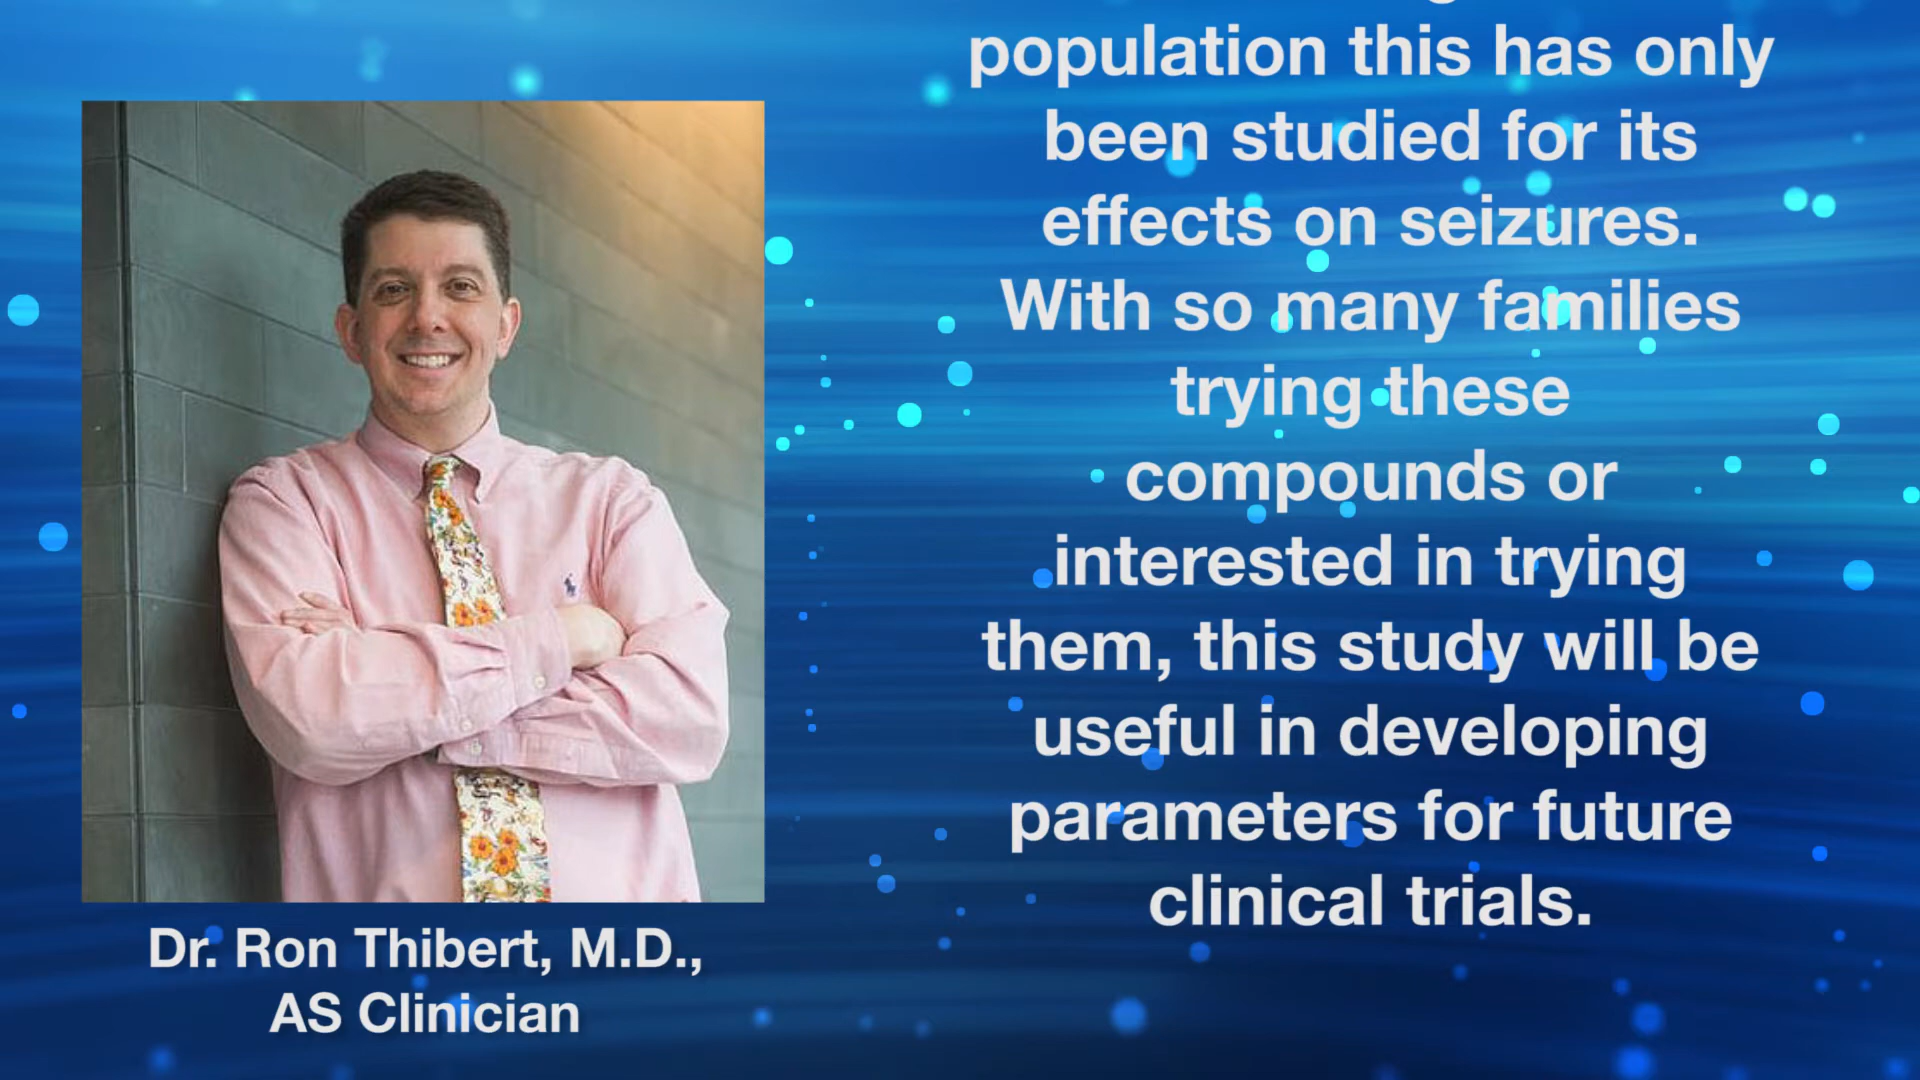 population this has only
been studied for its
effects on seizures.
With so many families
trying these
compounds or
interested in trying
them, this study will be
useful in developing
parameters for future
clinical trials.
Dr. Ron Thibert, M.D.,
AS Clinician